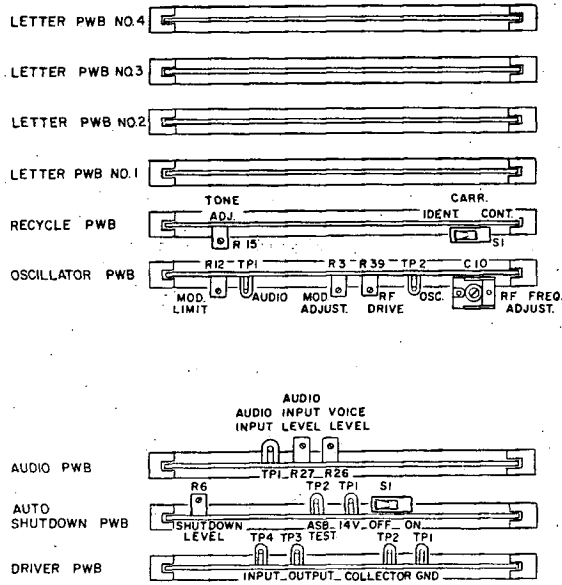 LETTER PWB NO.4
LETTER PWB NO.3
LETTER PWB NO.2
LETTER PWB NO.1
TONE CARR.
RECYCLE PWB ADJ. IDENT CONT.
R15 S1
OSCILLATOR PWB R12 TP1 R3 R39 TP2 C10
MOD. AUDIO MOD RF OSC. RF FREQ.
LIMIT ADJUST. DRIVE ADJUST.
AUDIO
AUDIO INPUT VOICE
INPUT LEVEL LEVEL
AUDIO PWB
TP1 R27 R26
R6 TP2 TP1 S1
AUTO
SHUTDOWN PWB SHUTDOWN ASB 14V OFF ON
LEVEL TEST
TP4 TP3 TP2 TP1
DRIVER PWB
INPUT OUTPUT COLLECTOR GND